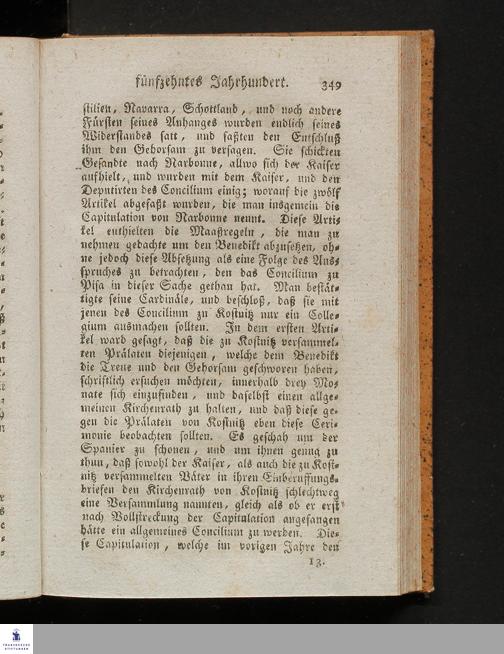 fünfzehntes Jahrhundert. 349
stilien, Navarra, Schottland, und noch andere
Fürsten seines Anhanges wurden endlich seines
Widerstandes satt, und faßten den Entschluß
ihm den Gehorsam zu versagen. Sie schickten
Gesandte nach Narbonne, allwo sich der Kaiser
aufhielt, und wurden mit dem Kaiser, und den
Deputirten des Concilium einig; worauf die zwölf
Artikel abgefaßt wurden, die man insgemein die
Capitulation von Narbonne nennt. Diese Arti-
kel enthielten die Maaßregeln, die man zu
nehmen gedachte um den Benedikt abzusetzen, oh-
ne jedoch diese Absetzung als eine Folge des Aus-
spruches zu betrachten, den das Concilium zu
Pisa in dieser Sache gethan hat. Man bestät-
tigte seine Cardinäle, und beschloß, daß sie mit
jenen des Concilium zu Kostnitz nur ein Colle-
gium ausmachen sollten. In dem ersten Arti-
kel ward gesagt, daß die zu Kostnitz versammel-
ten Prälaten diejenigen, welche dem Benedikt
die Treue und den Gehorsam geschworen haben,
schriftlich ersuchen möchten, innerhalb drey Mo-
nate sich einzufinden, und daselbst einen allge-
meinen Kirchenrath zu halten, und daß diese ge-
gen die Prälaten von Kostnitz eben diese Ceri-
monie beobachten sollten. Es geschah um der
Spanier zu schonen, und um ihnen genug zu
thun, daß sowohl der Kaiser, als auch die zu Kost-
nitz versammelten Väter in ihren Einberuffungs-
briefen den Kirchenrath von Kostnitz schlechtweg
eine Versammlung nannten, gleich als ob er erst
nach Vollstreckung der Capitulation angefangen
hätte ein allgemeines Concilium zu werden. Die-
se Capitulation, welche im vorigen Jahre den
13.
FRANCKESCHE
STIFTUNGEN